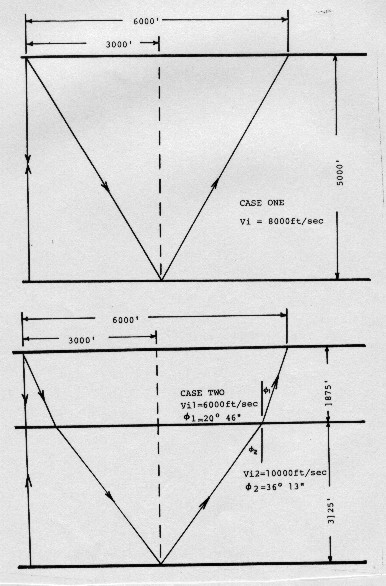 6000'
3000'
5000'
CASE ONE
Vi = 8000ft/sec
6000'
3000'
CASE TWO
Vi1=6000ft/sec
ϕ1=20° 46"
ϕ1
1875'
ϕ2
Vi2=10000ft/sec
ϕ2=36° 13"
3125'